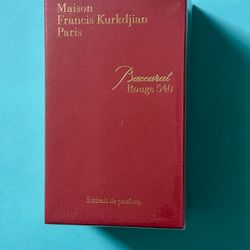 Maison
Francis Kurkdjian
Paris
Baccarat
Rouge 540
Extrait de parfum